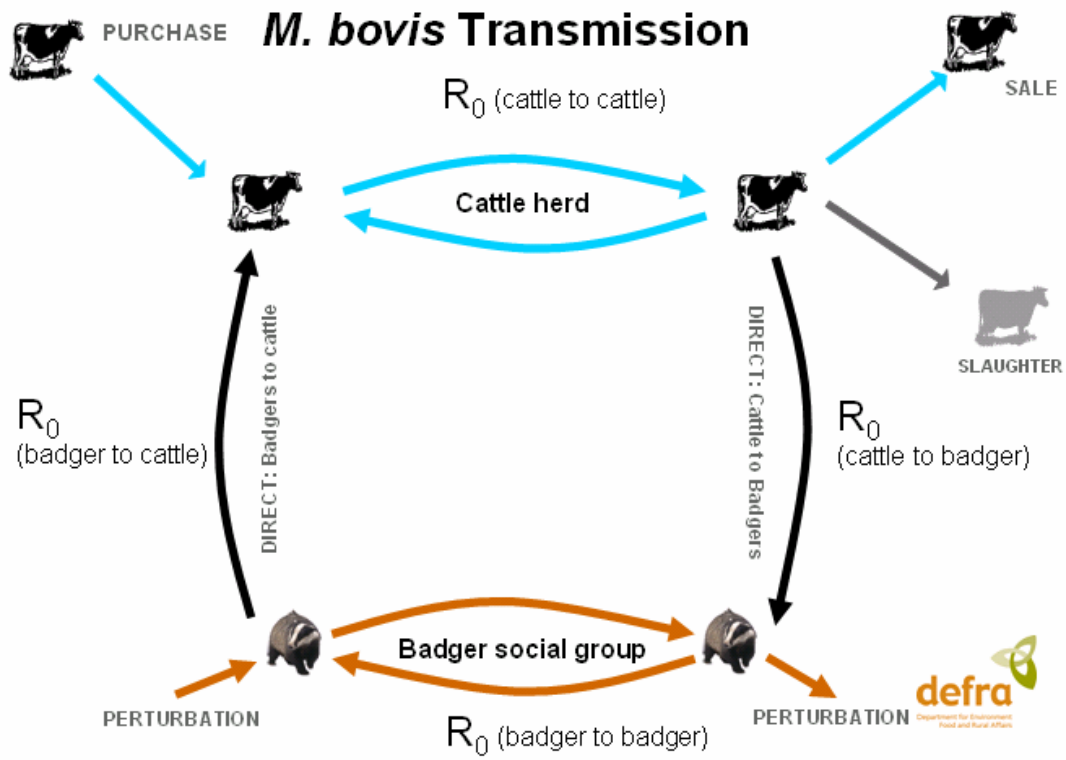 M. bovis Transmission
PURCHASE
R0 (cattle to cattle)
SALE
Cattle herd
SLAUGHTER
DIRECT: Badgers to cattle
DIRECT: Cattle to Badgers
R0
(badger to cattle)
R0
(cattle to badger)
Badger social group
PERTURBATION
PERTURBATION
R0 (badger to badger)
defra
Department for Environment
Food and Rural Affairs